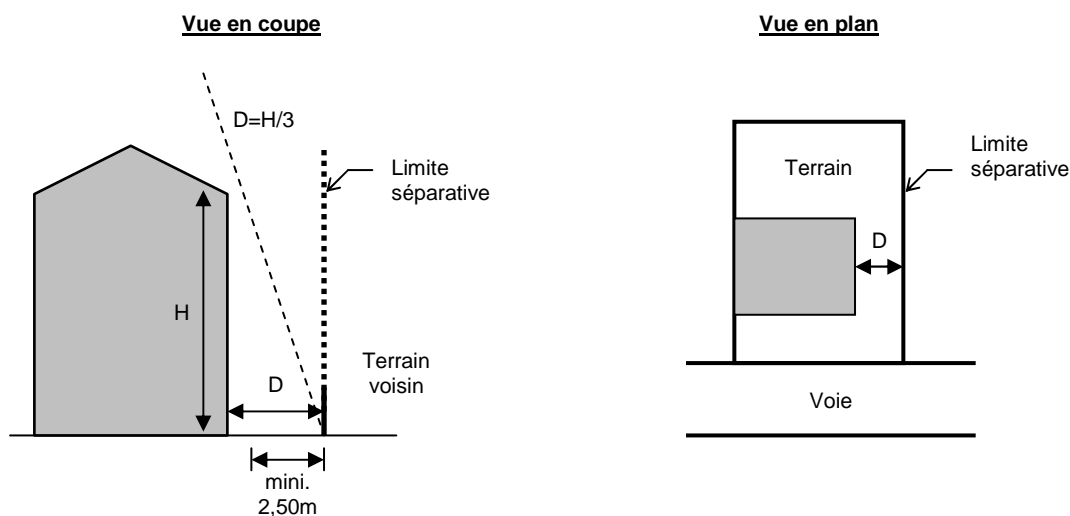 Vue en coupe
D=H/3
Limite
séparative
H
Terrain
voisin
D
mini.
2,50m
Vue en plan
Terrain
Limite
séparative
D
Voie